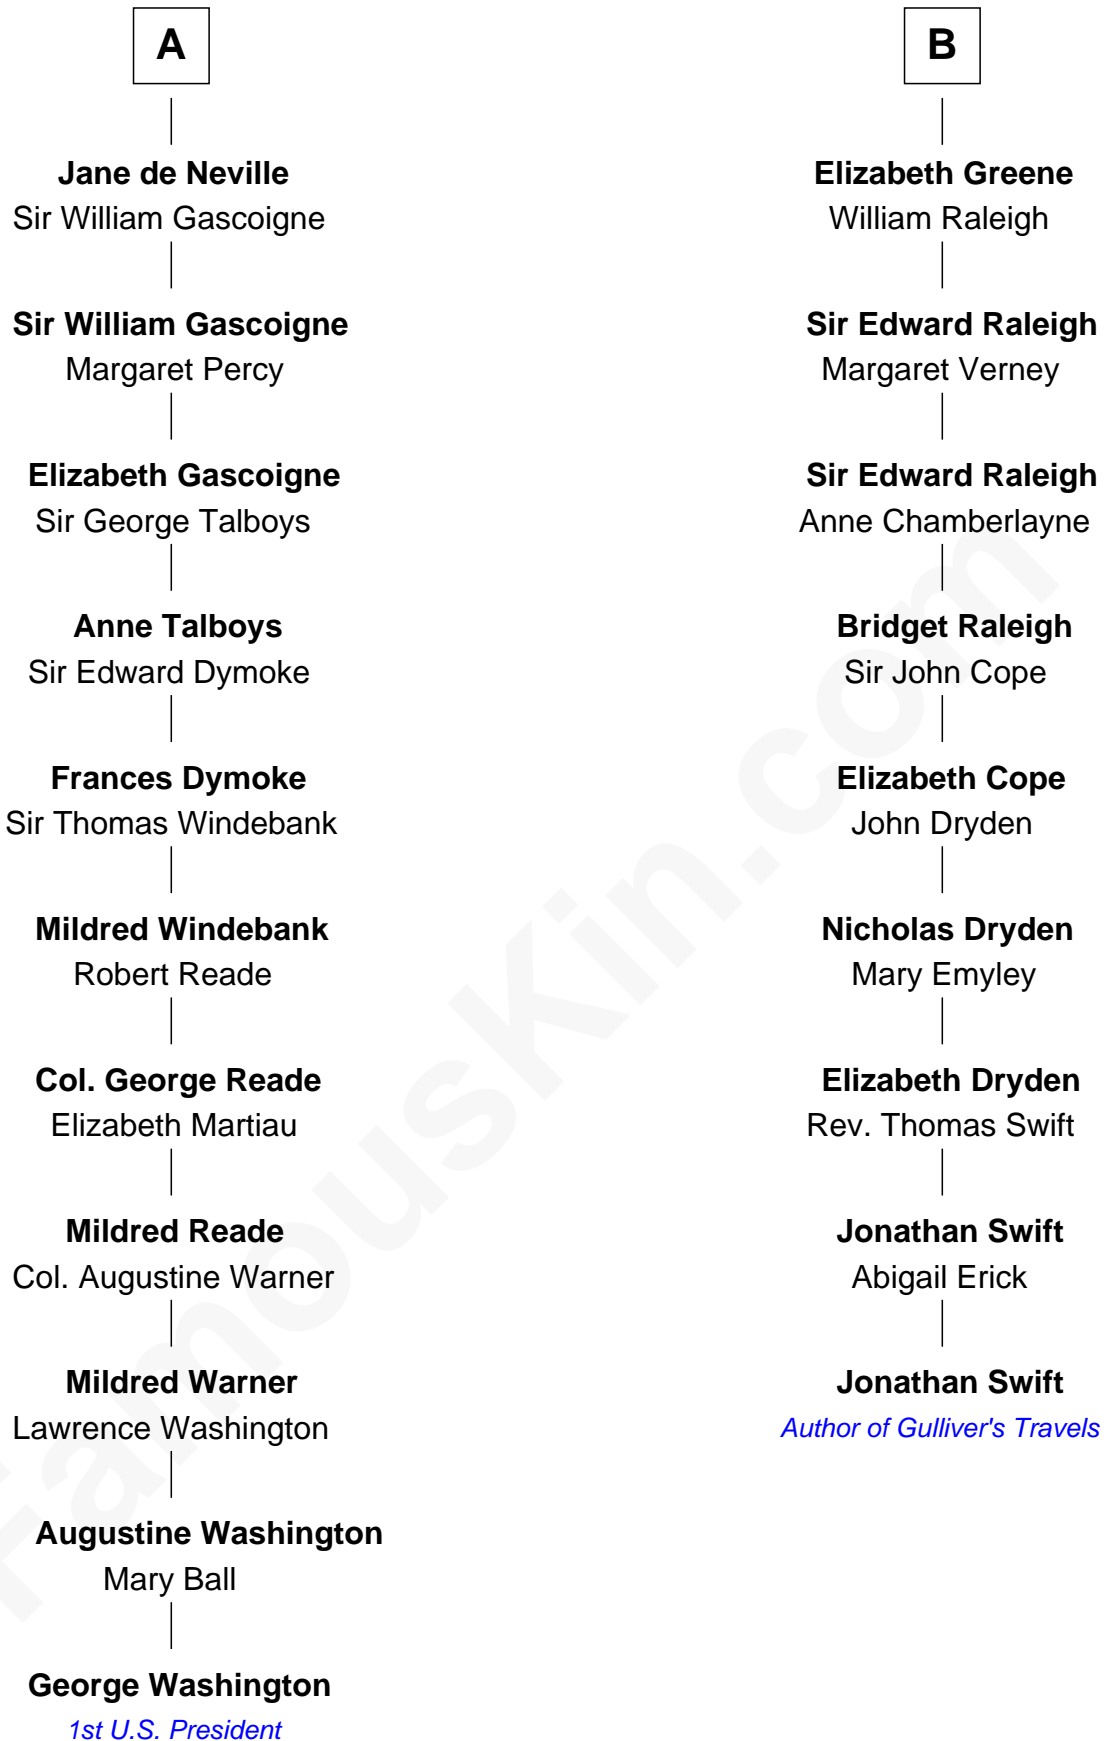 A
Jane de Neville
Sir William Gascoigne
Sir William Gascoigne
Margaret Percy
Elizabeth Gascoigne
Sir George Talboys
Anne Talboys
Sir Edward Dymoke
Frances Dymoke
Sir Thomas Windebank
Mildred Windebank
Robert Reade
Col. George Reade
Elizabeth Martiau
Mildred Reade
Col. Augustine Warner
Mildred Warner
Lawrence Washington
Augustine Washington
Mary Ball
George Washington
1st U.S. President
B
Elizabeth Greene
William Raleigh
Sir Edward Raleigh
Margaret Verney
Sir Edward Raleigh
Anne Chamberlayne
Bridget Raleigh
Sir John Cope
Elizabeth Cope
John Dryden
Nicholas Dryden
Mary Emyley
Elizabeth Dryden
Rev. Thomas Swift
Jonathan Swift
Abigail Erick
Jonathan Swift
Author of Gulliver's Travels
FamousKin.com